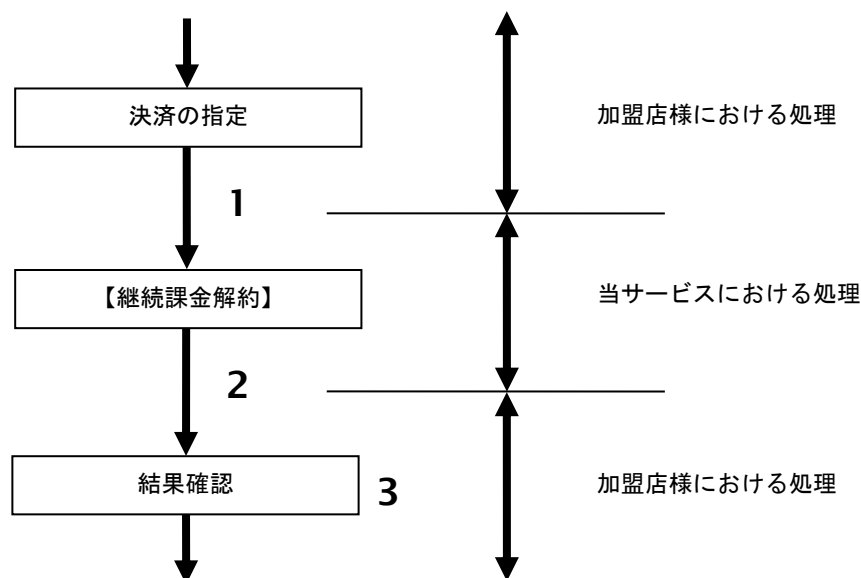 決済の指定
加盟店様における処理
1
【継続課金解約】
当サービスにおける処理
2
結果確認
3
加盟店様における処理